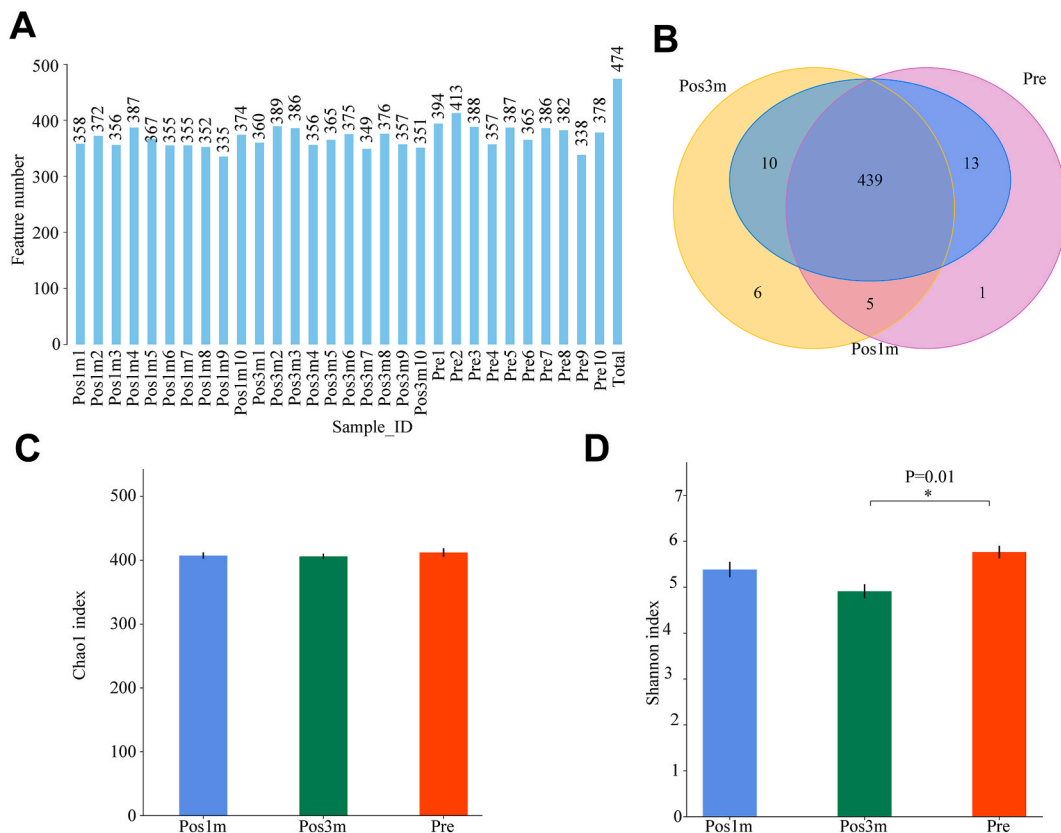 A
500
400
300
200
100
0
Feature number
358
372
356
387
367
355
355
352
335
374
360
389
386
356
365
375
349
376
357
351
394
413
388
357
387
365
386
382
338
378
474
Pos1m1
Pos1m2
Pos1m3
Pos1m4
Pos1m5
Pos1m6
Pos1m7
Pos1m8
Pos1m9
Pos1m10
Pos3m1
Pos3m2
Pos3m3
Pos3m4
Pos3m5
Pos3m6
Pos3m7
Pos3m8
Pos3m9
Pos3m10
Pre1
Pre2
Pre3
Pre4
Pre5
Pre6
Pre7
Pre8
Pre9
Pre10
Total
Sample_ID
B
Pos3m
Pre
10
439
13
6
5
1
Pos1m
C
500
400
300
200
100
0
Chao1 index
Pos1m
Pos3m
Pre
D
P=0.01
*
7
6
5
4
3
2
1
0
Shannon index
Pos1m
Pos3m
Pre